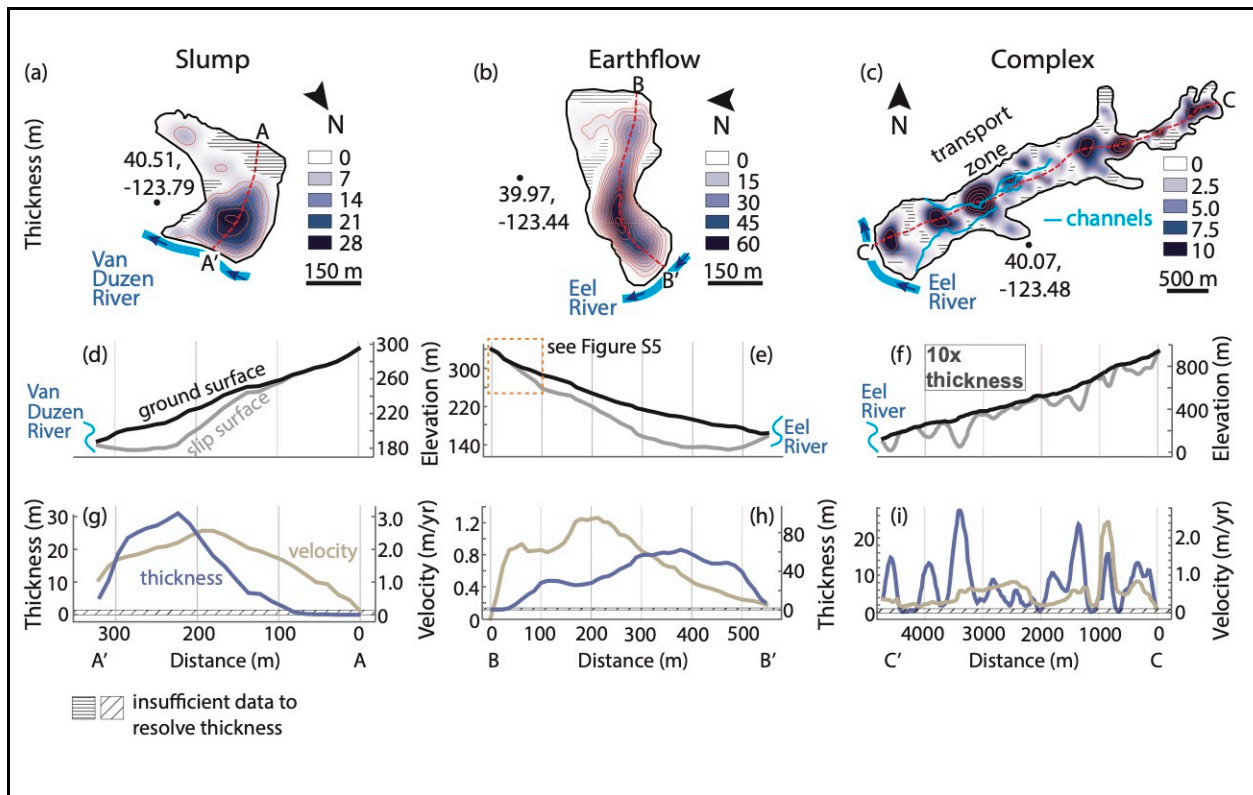 Slump
Earthflow
Complex
(a)
(b)
(c)
Thickness (m)
N
A
40.51,
-123.79
A'
Van
Duzen
River
0
7
14
21
28
150 m
N
B
39.97,
-123.44
B'
Eel
River
0
15
30
45
60
150 m
N
transport
zone
C
channels
C'
Eel
River
40.07,
-123.48
0
2.5
5.0
7.5
10
500 m
(d)
Van
Duzen
River
ground surface
slip surface
300
260
220
180
Elevation (m)
see Figure S5
(e)
300
220
140
Elevation (m)
Eel
River
(f)
10x
thickness
Eel
River
800
400
0
Elevation (m)
(g)
Thickness (m)
30
20
10
0
velocity
thickness
3.0
2.0
1.0
0
Velocity (m/yr)
300 200 100 0
A' Distance (m) A
(h)
1.2
0.8
0.4
0
80
40
0
0 100 200 300 400 500
B Distance (m) B'
(i)
Thickness (m)
20
10
0
2.0
1.0
0
Velocity (m/yr)
4000 3000 2000 1000 0
C' Distance (m) C
insufficient data to
resolve thickness